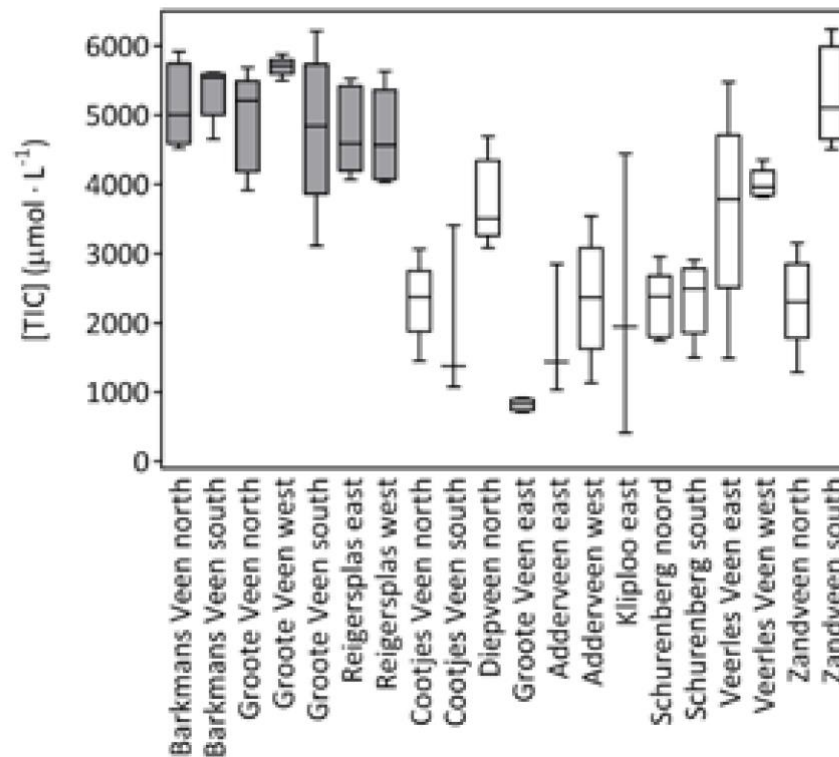 [TIC] (μmol · L⁻¹)
6000
5000
4000
3000
2000
1000
0
Barkmans Veen north
Barkmans Veen south
Groote Veen north
Groote Veen west
Groote Veen south
Reigersplas east
Reigersplas west
Cootjes Veen north
Cootjes Veen south
Diepveen north
Groote Veen east
Adderveen east
Adderveen west
Kliploo east
Schurenberg noord
Schurenberg south
Veerles Veen east
Veerles Veen west
Zandveen north
Zandveen south